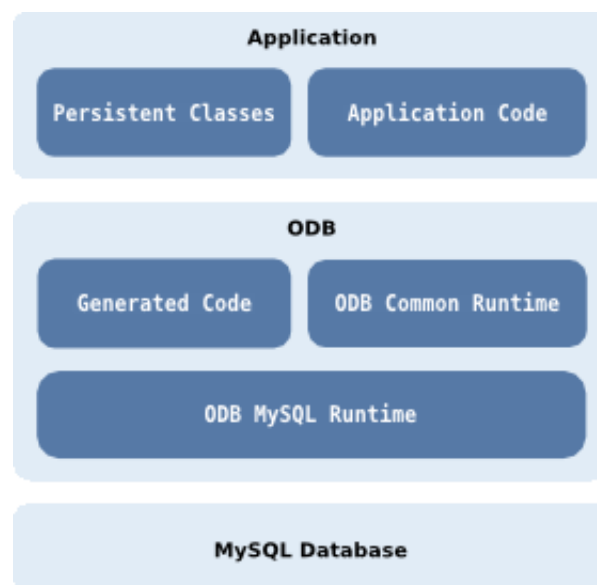 Application
Persistent Classes
Application Code
ODB
Generated Code
ODB Common Runtime
ODB MySQL Runtime
MySQL Database